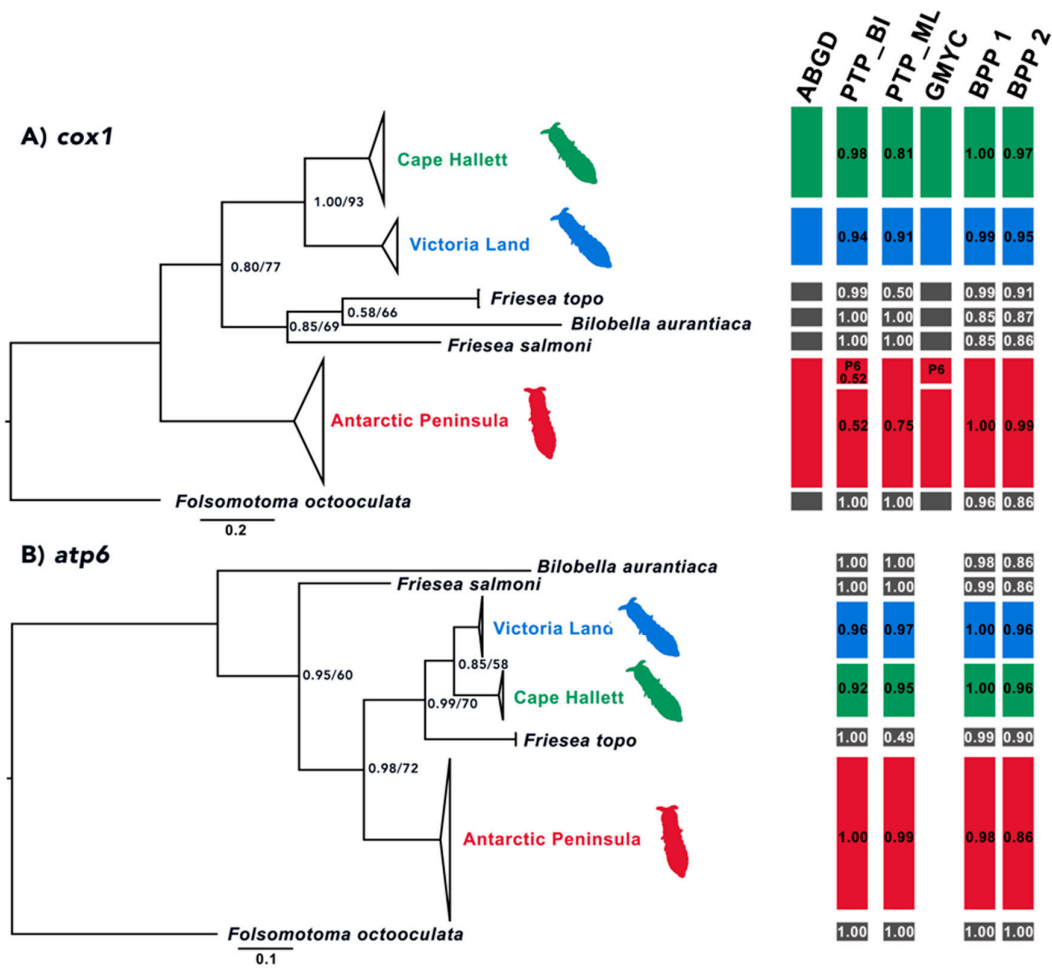 ABGD PTP_BI PTP_ML GMYC BPP 1 BPP 2
A) cox1
Cape Hallett
0.98 0.81 1.00 0.97
1.00/93
Victoria Land
0.94 0.91 0.99 0.95
0.80/77
Friesea topo
0.99 0.50 0.99 0.91
0.58/66
0.85/69
Bilobella aurantiaca
1.00 1.00 0.85 0.87
Friesea salmoni
1.00 1.00 0.85 0.86
P6 P6
0.52
Antarctic Peninsula
0.52 0.75 1.00 0.99
Folsomotoma octooculata
1.00 1.00 0.96 0.86
0.2
B) atp6
Bilobella aurantiaca
1.00 1.00 0.98 0.86
Friesea salmoni
1.00 1.00 0.99 0.86
Victoria Land
0.96 0.97 1.00 0.96
0.85/58
0.95/60
Cape Hallett
0.92 0.95 1.00 0.96
0.99/70
Friesea topo
1.00 0.49 0.99 0.90
0.98/72
Antarctic Peninsula
1.00 0.99 0.98 0.86
Folsomotoma octooculata
1.00 1.00 1.00 1.00
0.1